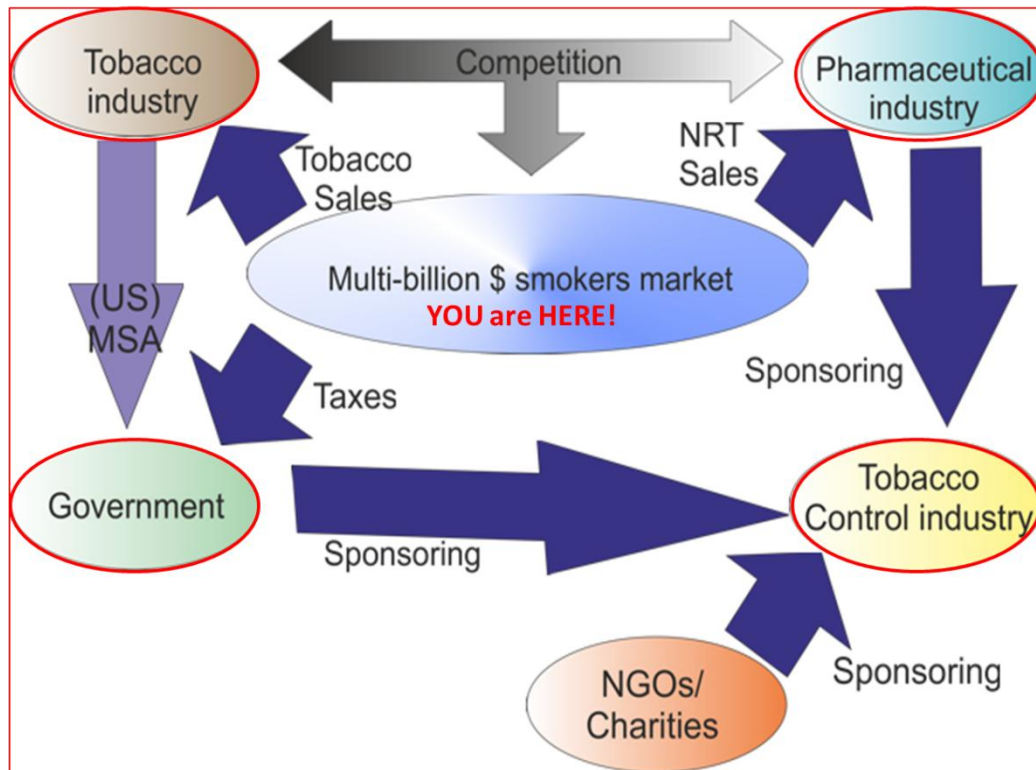 Tobacco
industry
Competition
Pharmaceutical
industry
Tobacco
Sales
NRT
Sales
Multi-billion $ smokers market
YOU are HERE!
(US)
MSA
Taxes
Sponsoring
Government
Sponsoring
Tobacco
Control industry
NGOs/
Charities
Sponsoring